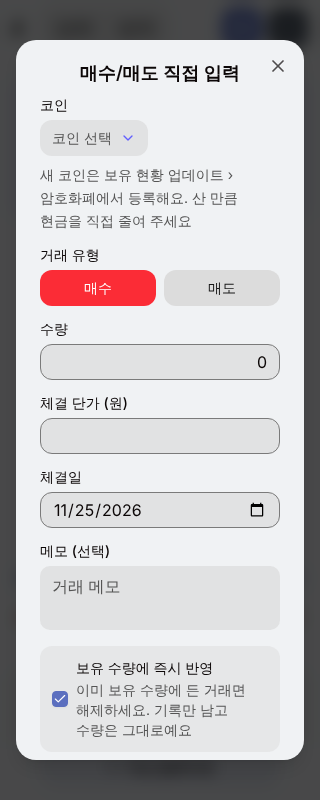 매수/매도 직접 입력
코인
코인 선택
새 코인은 보유 현황 업데이트 ›
암호화폐에서 등록해요. 산 만큼
현금을 직접 줄여 주세요
거래 유형
매수 매도
수량
0
체결 단가 (원)
체결일
11/25/2026
메모 (선택)
거래 메모
보유 수량에 즉시 반영
이미 보유 수량에 든 거래면
해제하세요. 기록만 남고
수량은 그대로예요